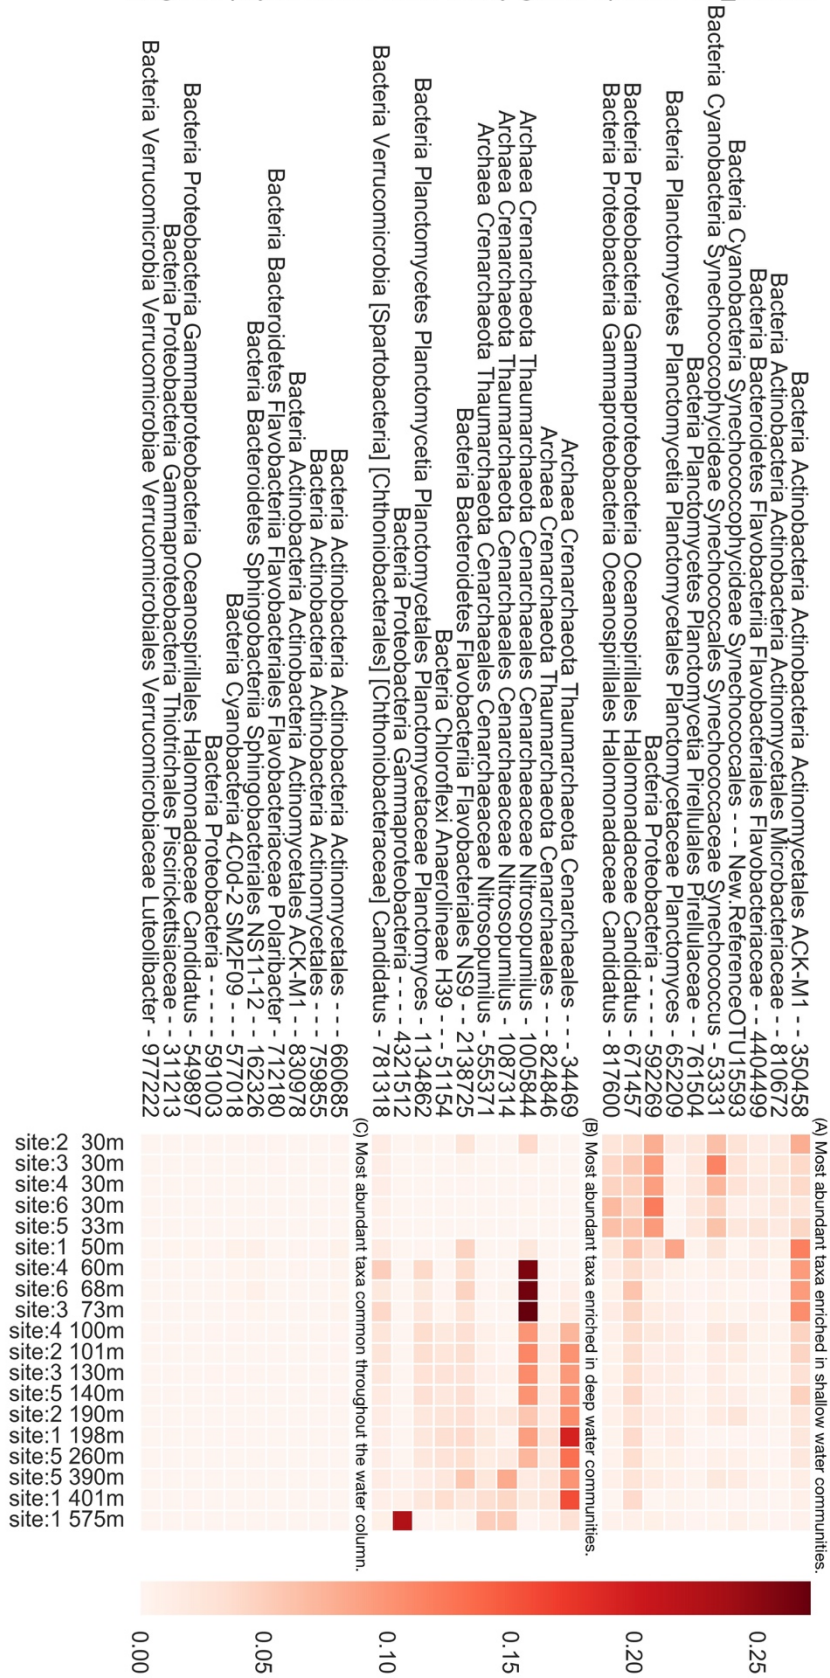 (A) Most abundant taxa enriched in shallow water communities.
Bacteria Actinobacteria Actinobacteria Actinomycetales ACK-M1 - - 350458
Bacteria Actinobacteria Actinobacteria Actinomycetales Microbacteriaceae - - 810672
Bacteria Bacteroidetes Flavobacteriia Flavobacteriales Flavobacteriaceae - - 4404499
Bacteria Cyanobacteria Synechococcophycideae Synechococcales - - - - New.ReferenceOTU15593
Bacteria Cyanobacteria Synechococcophycideae Synechococcales Synechococcaceae Synechococcus - 53331
Bacteria Planctomycetes Planctomycetia Pirellulales Pirellulaceae - - 761504
Bacteria Planctomycetes Planctomycetia Planctomycetales Planctomycetaceae Planctomyces - 652209
Bacteria Proteobacteria - - - - - 592269
Bacteria Proteobacteria Gammaproteobacteria Oceanospirillales Halomonadaceae Candidatus - 671457
Bacteria Proteobacteria Gammaproteobacteria Oceanospirillales Halomonadaceae Candidatus - 817600
(B) Most abundant taxa enriched in deep water communities.
Archaea Crenarchaeota Thaumarchaeota Cenarchaeales - - - 34469
Archaea Crenarchaeota Thaumarchaeota Cenarchaeales - - - 824846
Archaea Crenarchaeota Thaumarchaeota Cenarchaeales Cenarchaeaceae Nitrosopumilus - 1005844
Archaea Crenarchaeota Thaumarchaeota Cenarchaeales Cenarchaeaceae Nitrosopumilus - 1087314
Archaea Crenarchaeota Thaumarchaeota Cenarchaeales Cenarchaeaceae Nitrosopumilus - 555371
Bacteria Bacteroidetes Flavobacteriia Flavobacteriales NS9 - - 2138725
Bacteria Chloroflexi Anaerolineae H39 - - - 51154
Bacteria Planctomycetes Planctomycetia Planctomycetales Planctomycetaceae Planctomyces - 1134862
Bacteria Proteobacteria Gammaproteobacteria - - - - 4321512
Bacteria Verrucomicrobia [Spartobacteria] [Chthoniobacterales] [Chthoniobacteraceae] Candidatus - 781318
(C) Most abundant taxa common throughout the water column.
Bacteria Actinobacteria Actinobacteria Actinomycetales - - - 660685
Bacteria Actinobacteria Actinobacteria Actinomycetales - - - 759855
Bacteria Actinobacteria Actinobacteria Actinomycetales ACK-M1 - - 830978
Bacteria Bacteroidetes Flavobacteriia Flavobacteriales Flavobacteriaceae Polaribacter - 712180
Bacteria Bacteroidetes Sphingobacteriia Sphingobacteriales NS11-12 - - 162326
Bacteria Cyanobacteria 4C0d-2 SM2F09 - - - 577018
Bacteria Proteobacteria - - - - - 591003
Bacteria Proteobacteria Gammaproteobacteria Oceanospirillales Halomonadaceae Candidatus - 549897
Bacteria Proteobacteria Gammaproteobacteria Thiotrichales Piscirickettsiaceae - - 311213
Bacteria Verrucomicrobia Verrucomicrobiae Verrucomicrobiales Verrucomicrobiaceae Luteolibacter - 977222
site:2 30m
site:3 30m
site:4 30m
site:6 30m
site:5 33m
site:1 50m
site:4 60m
site:6 68m
site:3 73m
site:4 100m
site:2 101m
site:3 130m
site:5 140m
site:2 190m
site:1 198m
site:5 260m
site:5 390m
site:1 401m
site:1 575m
0.00
0.05
0.10
0.15
0.20
0.25